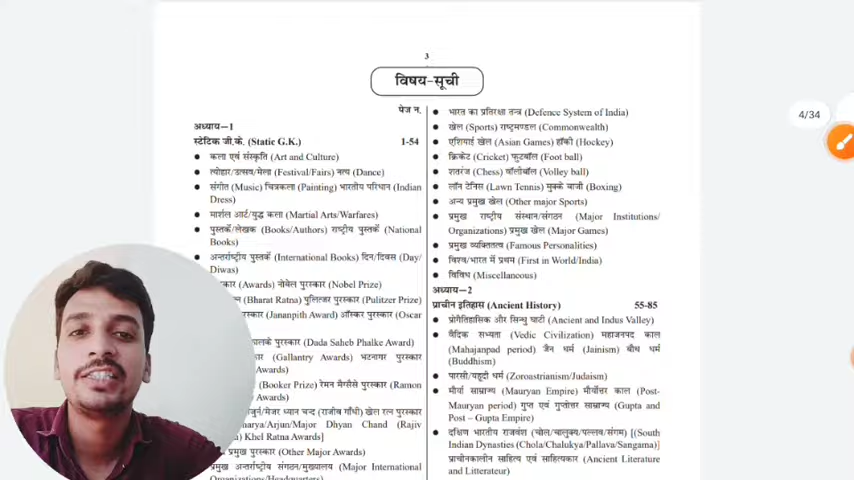 3
विषय-सूची
पेज न.
अध्याय–1
स्टेटिक जी.के. (Static G.K.) 1-54
कला एवं संस्कृति (Art and Culture)
त्योहार/उत्सव/मेला (Festival/Fairs) नृत्य (Dance)
संगीत (Music) चित्रकला (Painting) भारतीय परिधान (Indian
Dress)
मार्शल आर्ट/युद्ध कला (Martial Arts/Warfares)
पुस्तकें/लेखक (Books/Authors) राष्ट्रीय पुस्तकें (National
Books)
अन्तर्राष्ट्रीय पुस्तकें (International Books) दिन/दिवस (Day/
Diwas)
(Awards) नोबेल पुरस्कार (Nobel Prize)
(Bharat Ratna) पुलित्जर पुरस्कार (Pulitzer Prize)
(Jananpith Award) ऑस्कर पुरस्कार (Oscar
(Dada Saheb Phalke Award)
(Gallantry Award) भटनागर पुरस्कार
Award)
(Booker Prize) रेमन मैग्सेसे पुरस्कार (Ramon
Awards)
/मेजर ध्यान चन्द (राजीव गाँधी) खेल रत्न पुरस्कार
/Arjun/Major Dhyan Chand (Rajiv
Khel Ratna Awards]
प्रमुख पुरस्कार (Other Major Awards)
प्रमुख अन्तर्राष्ट्रीय संगठन/मुख्यालय (Major International
Organizations/Headquarters)
भारत का प्रतिरक्षा तन्त्र (Defence System of India)
खेल (Sports) राष्ट्रमण्डल (Commonwealth)
एशियाई खेल (Asian Games) हॉकी (Hockey)
क्रिकेट (Cricket) फुटबॉल (Foot ball)
शतरंज (Chess) वॉलीबॉल (Volley ball)
लॉन टेनिस (Lawn Tennis) मुक्के बाजी (Boxing)
अन्य प्रमुख खेल (Other major Sports)
प्रमुख राष्ट्रीय संस्थान/संगठन (Major Institutions/
Organizations) प्रमुख खेल (Major Games)
प्रमुख व्यक्तितत्व (Famous Personalities)
विश्व/भारत में प्रथम (First in World/India)
विविध (Miscellaneous)
अध्याय–2
प्राचीन इतिहास (Ancient History) 55-85
प्रोगैतिहासिक और सिन्धु घाटी (Ancient and Indus Valley)
वैदिक सभ्यता (Vedic Civilization) महाजनपद काल
(Mahajanpad period) जैन धर्म (Jainism) बौध धर्म
(Buddhism)
पारसी/यहूदी धर्म (Zoroastrianism/Judaism)
मौर्या साम्राज्य (Mauryan Empire) मौर्योत्तर काल (Post-
Mauryan period) गुप्त एवं गुप्तोत्तर साम्राज्य (Gupta and
Post – Gupta Empire)
दक्षिण भारतीय राजवंश (चोल/चालुक्य/पल्लव/संगम) [(South
Indian Dynasties (Chola/Chalukya/Pallava/Sangama)]
प्राचीनकालीन साहित्य एवं साहित्यकार (Ancient Literature
and Litterateur)
4/34